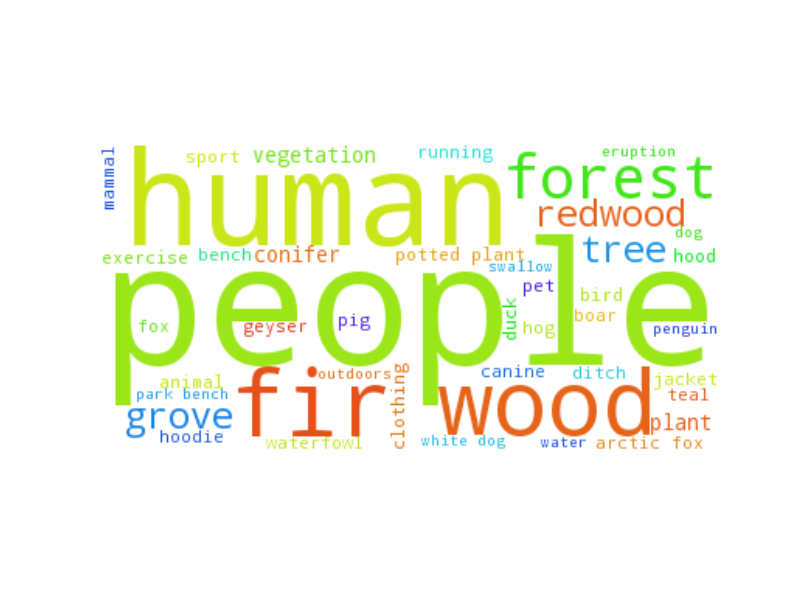 mammal
human
sport
vegetation
running
eruption
forest
redwood
dog
exercise
bench
conifer
potted plant
tree
hood
swallow
people
pet
bird
duck
boar
fox
geyser
pig
hog
penguin
animal
fir
outdoors
clothing
canine
ditch
jacket
park bench
wood
teal
grove
plant
hoodie
waterfowl
white dog
water
arctic fox